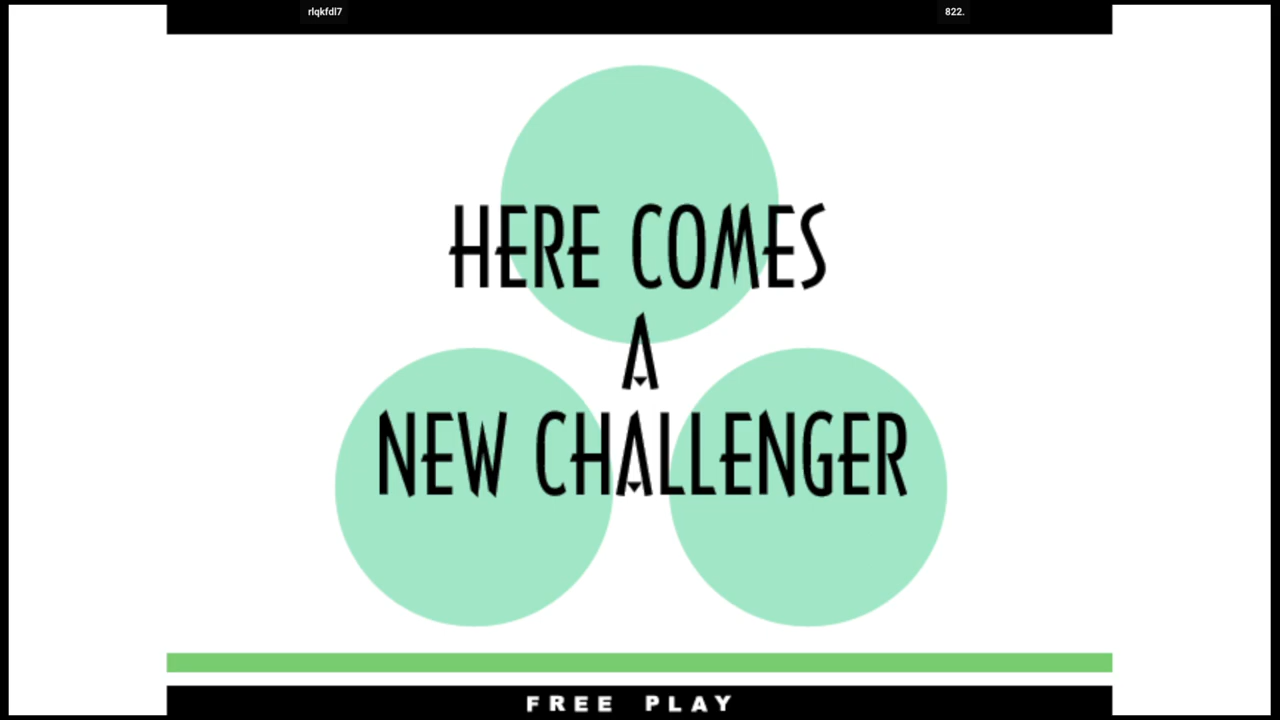 rlqkfdl7 822.
HERE COMES
A
NEW CHALLENGER
FREE PLAY